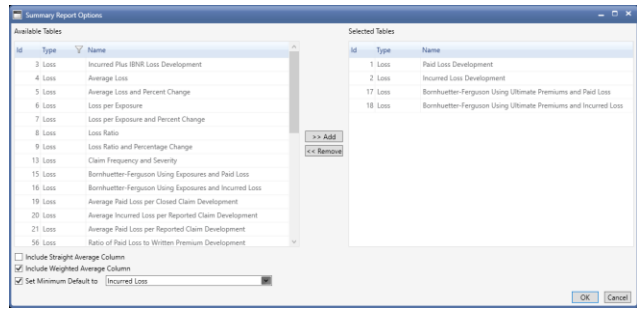 Summary Report Options
Available Tables
Selected Tables
Id Type Name
Id Type Name
3 Loss Incurred Plus IBNR Loss Development
4 Loss Average Loss
5 Loss Average Loss and Percent Change
6 Loss Loss per Exposure
7 Loss Loss per Exposure and Percent Change
8 Loss Loss Ratio
9 Loss Loss Ratio and Percentage Change
13 Loss Claim Frequency and Severity
15 Loss Bornhuetter-Ferguson Using Exposures and Paid Loss
16 Loss Bornhuetter-Ferguson Using Exposures and Incurred Loss
19 Loss Average Paid Loss per Closed Claim Development
20 Loss Average Incurred Loss per Reported Claim Development
21 Loss Average Paid Loss per Reported Claim Development
56 Loss Ratio of Paid Loss to Written Premium Development
>> Add
<< Remove
1 Loss Paid Loss Development
2 Loss Incurred Loss Development
17 Loss Bornhuetter-Ferguson Using Ultimate Premiums and Paid Loss
18 Loss Bornhuetter-Ferguson Using Ultimate Premiums and Incurred Loss
Include Straight Average Column
Include Weighted Average Column
Set Minimum Default to Incurred Loss
OK Cancel